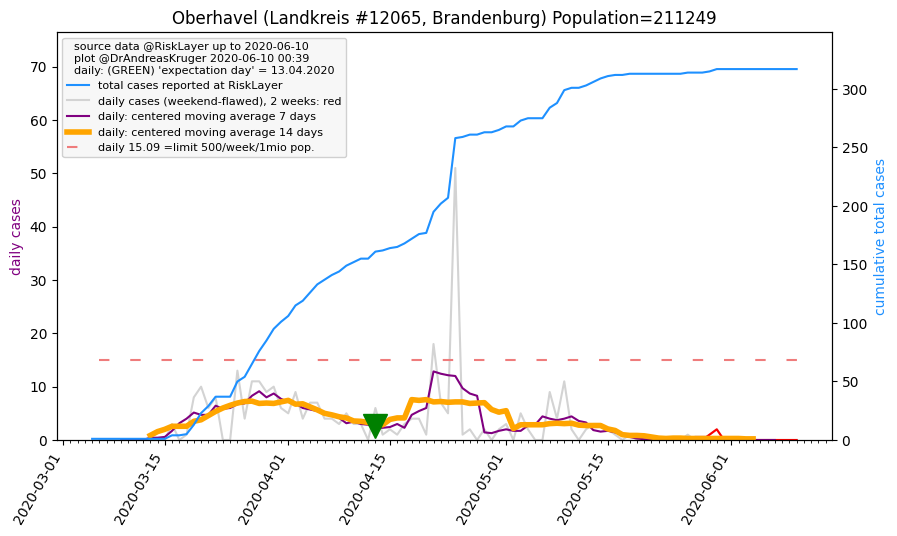 Oberhavel (Landkreis #12065, Brandenburg) Population=211249
source data @RiskLayer up to 2020-06-10
plot @DrAndreasKruger 2020-06-10 00:39
daily: (GREEN) 'expectation day' = 13.04.2020
total cases reported at RiskLayer
daily cases (weekend-flawed), 2 weeks: red
daily: centered moving average 7 days
daily: centered moving average 14 days
daily 15.09 =limit 500/week/1mio pop.
daily cases
70
60
50
40
30
20
10
0
cumulative total cases
300
250
200
150
100
50
0
2020-03-01
2020-03-15
2020-04-01
2020-04-15
2020-05-01
2020-05-15
2020-06-01